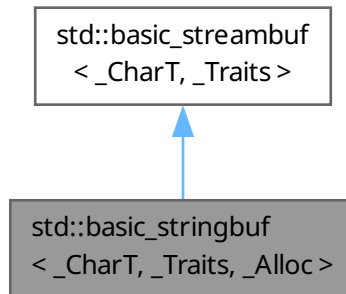 std::basic_streambuf
< _CharT, _Traits >
std::basic_stringbuf
< _CharT, _Traits, _Alloc >